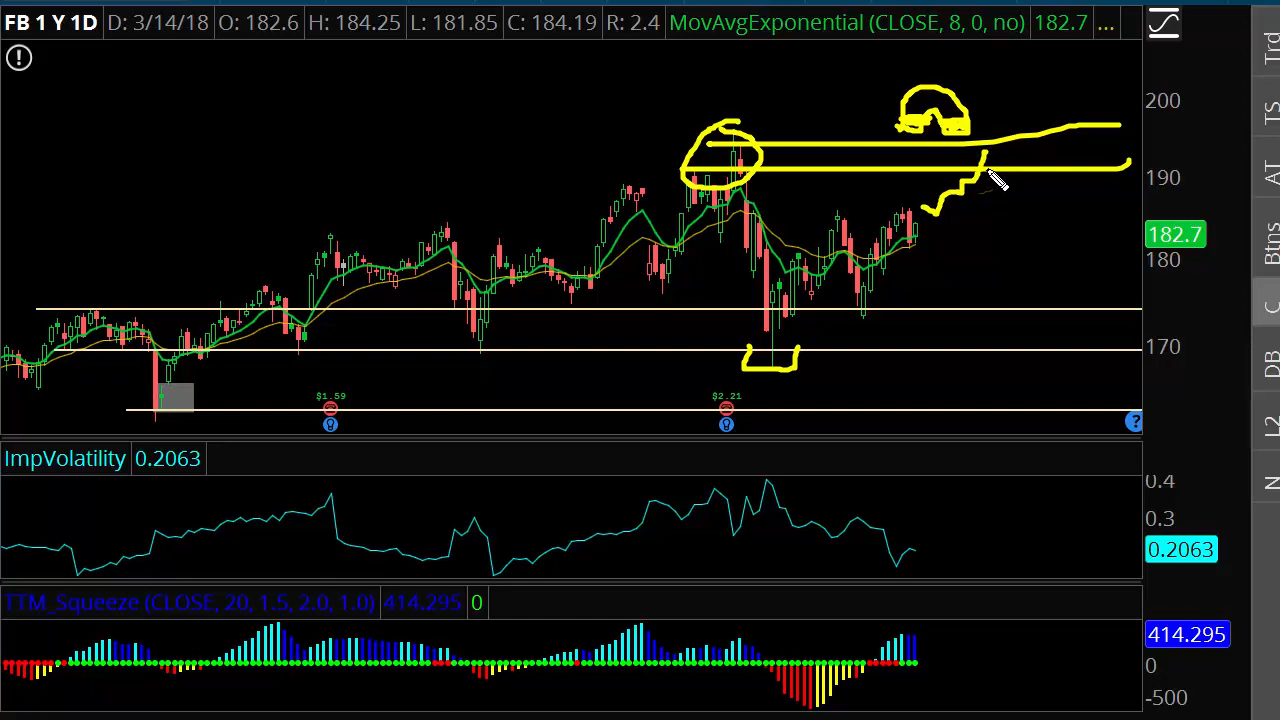 FB 1 Y 1D D: 3/14/18 O: 182.6 H: 184.25 L: 181.85 C: 184.19 R: 2.4 MovAvgExponential (CLOSE, 8, 0, no) 182.7 ...
Trd
TS
AT
Btns
C
DB
L2
N
200
190
182.7
180
170
$1.59
$2.21
?
ImpVolatility 0.2063
0.4
0.3
0.2063
TTM_Squeeze (CLOSE, 20, 1.5, 2.0, 1.0) 414.295 0
414.295
0
-500